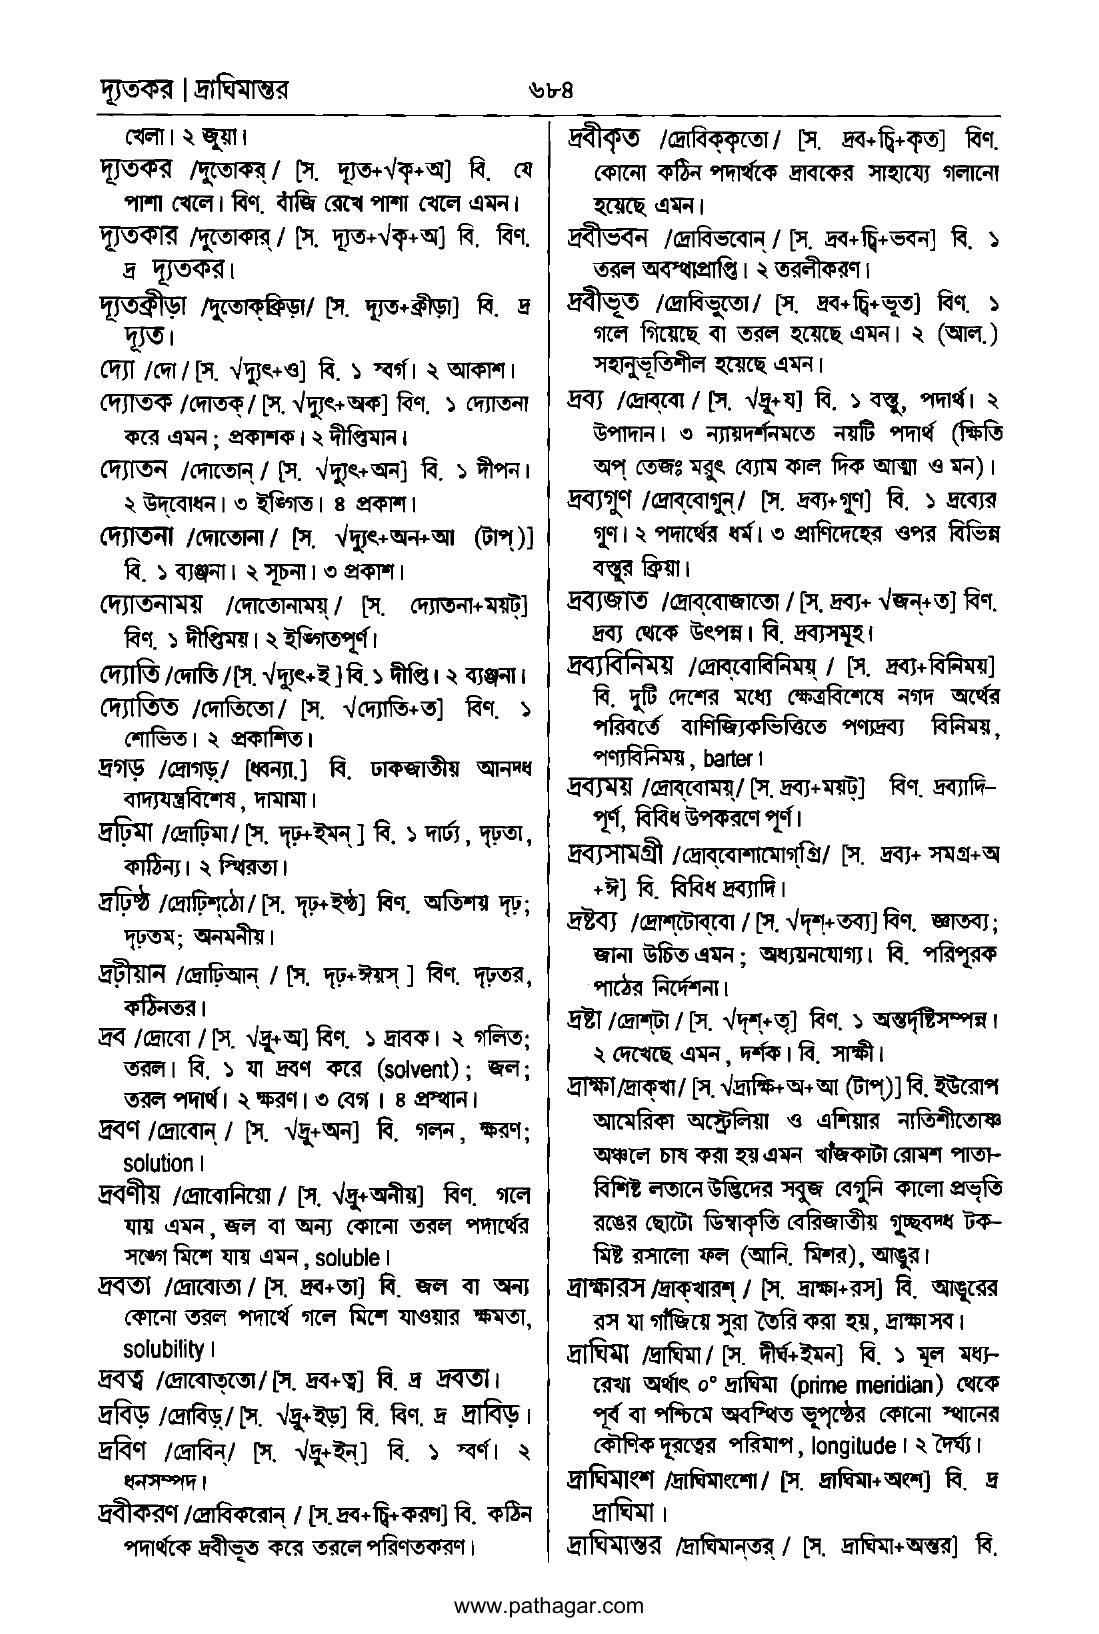 দ্যূতকর | দ্রাঘিমান্তর
৬৮৪
খেলা। ২ জুয়া।
দ্যূতকর /দ্দুতোকর্/ [স. দ্যূত+√কৃ+অ] বি. যে
পাশা খেলে। বিণ. বাঁজি রেখে পাশা খেলে এমন।
দ্যূতকার /দ্দুতোকার্/ [স. দ্যূত+√কৃ+অ] বি. বিণ.
দ্র দ্যূতকর।
দ্যূতক্রীড়া /দ্দুতোক্‌ক্রিড়া/ [স. দ্যূত+ক্রীড়া] বি. দ্র
দ্যূত।
দ্যো /দো/ [স. √দ্যুৎ+ও] বি. ১ স্বর্গ। ২ আকাশ।
দ্যোতক /দোতক্/ [স. √দ্যুৎ+অক] বিণ. ১ দ্যোতনা
করে এমন; প্রকাশক। ২ দীপ্তিমান।
দ্যোতন /দোতোন্/ [স. √দ্যুৎ+অন] বি. ১ দীপন।
২ উদ্‌বোধন। ৩ ইঙ্গিত। ৪ প্রকাশ।
দ্যোতনা /দোতোনা/ [স. √দ্যুৎ+অন+আ (টাপ্)]
বি. ১ ব্যঞ্জনা। ২ সূচনা। ৩ প্রকাশ।
দ্যোতনাময় /দোতোনাময়্/ [স. দ্যোতনা+ময়ট্]
বিণ. ১ দীপ্তিময়। ২ ইঙ্গিতপূর্ণ।
দ্যোতি /দোতি /[স. √দ্যুৎ+ই ] বি. ১ দীপ্তি। ২ ব্যঞ্জনা।
দ্যোতিত /দোতিতো/ [স. √দ্যোতি+ত] বিণ. ১
শোভিত। ২ প্রকাশিত।
দ্রগড় /দ্রোগড়্/ [ধ্বন্যা.] বি. ঢাকজাতীয় আনদ্ধ
বাদ্যযন্ত্রবিশেষ, দামামা।
দ্রঢ়িমা /দ্রোঢ়িমা/ [স. দৃঢ়+ইমন্ ] বি. ১ দার্ঢ্য, দৃঢ়তা,
কাঠিন্য। ২ স্থিরতা।
দ্রঢ়িষ্ঠ /দ্রোঢ়িশ্‌ঠো/ [স. দৃঢ়+ইষ্ঠ] বিণ. অতিশয় দৃঢ়;
দৃঢ়তম; অনমনীয়।
দ্রঢ়ীয়ান /দ্রোঢ়িআন্ / [স. দৃঢ়+ঈয়স্ ] বিণ. দৃঢ়তর,
কঠিনতর।
দ্রব /দ্রোবো / [স. √দ্রু+অ] বিণ. ১ দ্রাবক। ২ গলিত;
তরল। বি. ১ যা দ্রবণ করে (solvent) ; জল;
তরল পদার্থ। ২ ক্ষরণ। ৩ বেগ । ৪ প্রস্থান।
দ্রবণ /দ্রোবোন্ / [স. √দ্রু+অন] বি. গলন, ক্ষরণ;
solution।
দ্রবণীয় /দ্রোবোনিয়ো / [স. √দ্রু+অনীয়] বিণ. গলে
যায় এমন, জল বা অন্য কোনো তরল পদার্থের
সঙ্গে মিশে যায় এমন, soluble।
দ্রবতা /দ্রোবোতা / [স. দ্রব+তা] বি. জল বা অন্য
কোনো তরল পদার্থে গলে মিশে যাওয়ার ক্ষমতা,
solubility।
দ্রবত্ব /দ্রোবোত্‌তো/ [স. দ্রব+ত্ব] বি. দ্র দ্রবতা।
দ্রবিড় /দ্রোবিড়্/ [স. √দ্রু+ইড়] বি. বিণ. দ্র দ্রাবিড়।
দ্রবিণ /দ্রোবিন্/ [স. √দ্রু+ইন্] বি. ১ স্বর্ণ। ২
ধনসম্পদ।
দ্রবীকরণ /দ্রোবিকরোন্ / [স. দ্রব+চ্বি+করণ] বি. কঠিন
পদার্থকে দ্রবীভূত করে তরলে পরিণতকরণ।
দ্রবীকৃত /দ্রোবিক্‌কৃতো/ [স. দ্রব+চ্বি+কৃত] বিণ.
কোনো কঠিন পদার্থকে দ্রাবকের সাহায্যে গলানো
হয়েছে এমন।
দ্রবীভবন /দ্রোবিভবোন্ / [স. দ্রব+চ্বি+ভবন] বি. ১
তরল অবস্থাপ্রাপ্তি। ২ তরলীকরণ।
দ্রবীভূত /দ্রোবিভুতো/ [স. দ্রব+চ্বি+ভূত] বিণ. ১
গলে গিয়েছে বা তরল হয়েছে এমন। ২ (আল.)
সহানুভূতিশীল হয়েছে এমন।
দ্রব্য /দ্রোব্‌বো / [স. √দ্রু+য] বি. ১ বস্তু, পদার্থ। ২
উপাদান। ৩ ন্যায়দর্শনমতে নয়টি পদার্থ (ক্ষিতি
অপ্ তেজঃ মরুৎ ব্যোম কাল দিক আত্মা ও মন)।
দ্রব্যগুণ /দ্রোব্‌বোগুন্/ [স. দ্রব্য+গুণ] বি. ১ দ্রব্যের
গুণ। ২ পদার্থের ধর্ম। ৩ প্রাণিদেহের ওপর বিভিন্ন
বস্তুর ক্রিয়া।
দ্রব্যজাত /দ্রোব্‌বোজাতো / [স. দ্রব্য+ √জন্+ত] বিণ.
দ্রব্য থেকে উৎপন্ন। বি. দ্রব্যসমূহ।
দ্রব্যবিনিময় /দ্রোব্‌বোবিনিময়্ / [স. দ্রব্য+বিনিময়]
বি. দুটি দেশের মধ্যে ক্ষেত্রবিশেষে নগদ অর্থের
পরিবর্তে বাণিজ্যিকভিত্তিতে পণ্যদ্রব্য বিনিময়,
পণ্যবিনিময়, barter।
দ্রব্যময় /দ্রোব্‌বোময়্/ [স. দ্রব্য+ময়ট্] বিণ. দ্রব্যাদি-
পূর্ণ, বিবিধ উপকরণে পূর্ণ।
দ্রব্যসামগ্রী /দ্রোব্‌বোশামোগ্‌গ্রি/ [স. দ্রব্য+ সমগ্র+অ
+ঈ] বি. বিবিধ দ্রব্যাদি।
দ্রষ্টব্য /দ্রোশ্‌টোব্‌বো / [স. √দৃশ্+তব্য] বিণ. জ্ঞাতব্য;
জানা উচিত এমন; অধ্যয়নযোগ্য। বি. পরিপূরক
পাঠের নির্দেশনা।
দ্রষ্টা /দ্রোশ্‌টা / [স. √দৃশ্+তৃ] বিণ. ১ অন্তর্দৃষ্টিসম্পন্ন।
২ দেখেছে এমন, দর্শক। বি. সাক্ষী।
দ্রাক্ষা /দ্রাক্‌খা/ [স. √দ্রাক্ষি+অ+আ (টাপ্)] বি. ইউরোপ
আমেরিকা অস্ট্রেলিয়া ও এশিয়ার নাতিশীতোষ্ণ
অঞ্চলে চাষ করা হয় এমন খাঁজকাটা রোমশ পাতা-
বিশিষ্ট লতানে উদ্ভিদের সবুজ বেগুনি কালো প্রভৃতি
রঙের ছোটো ডিম্বাকৃতি বেরিজাতীয় গুচ্ছবদ্ধ টক-
মিষ্ট রসালো ফল (আনি. মিশর), আঙুর।
দ্রাক্ষারস /দ্রাক্‌খারশ্ / [স. দ্রাক্ষা+রস] বি. আঙুরের
রস যা গাঁজিয়ে সুরা তৈরি করা হয়, দ্রাক্ষাসব।
দ্রাঘিমা /দ্রাঘিমা/ [স. দীর্ঘ+ইমন] বি. ১ মূল মধ্য-
রেখা অর্থাৎ ০° দ্রাঘিমা (prime meridian) থেকে
পূর্ব বা পশ্চিমে অবস্থিত ভূপৃষ্ঠের কোনো স্থানের
কৌণিক দূরত্বের পরিমাপ, longitude। ২ দৈর্ঘ্য।
দ্রাঘিমাংশ /দ্রাঘিমাংশো/ [স. দ্রাঘিমা+অংশ] বি. দ্র
দ্রাঘিমা।
দ্রাঘিমান্তর /দ্রাঘিমান্‌তর্ / [স. দ্রাঘিমা+অন্তর] বি.
www.pathagar.com